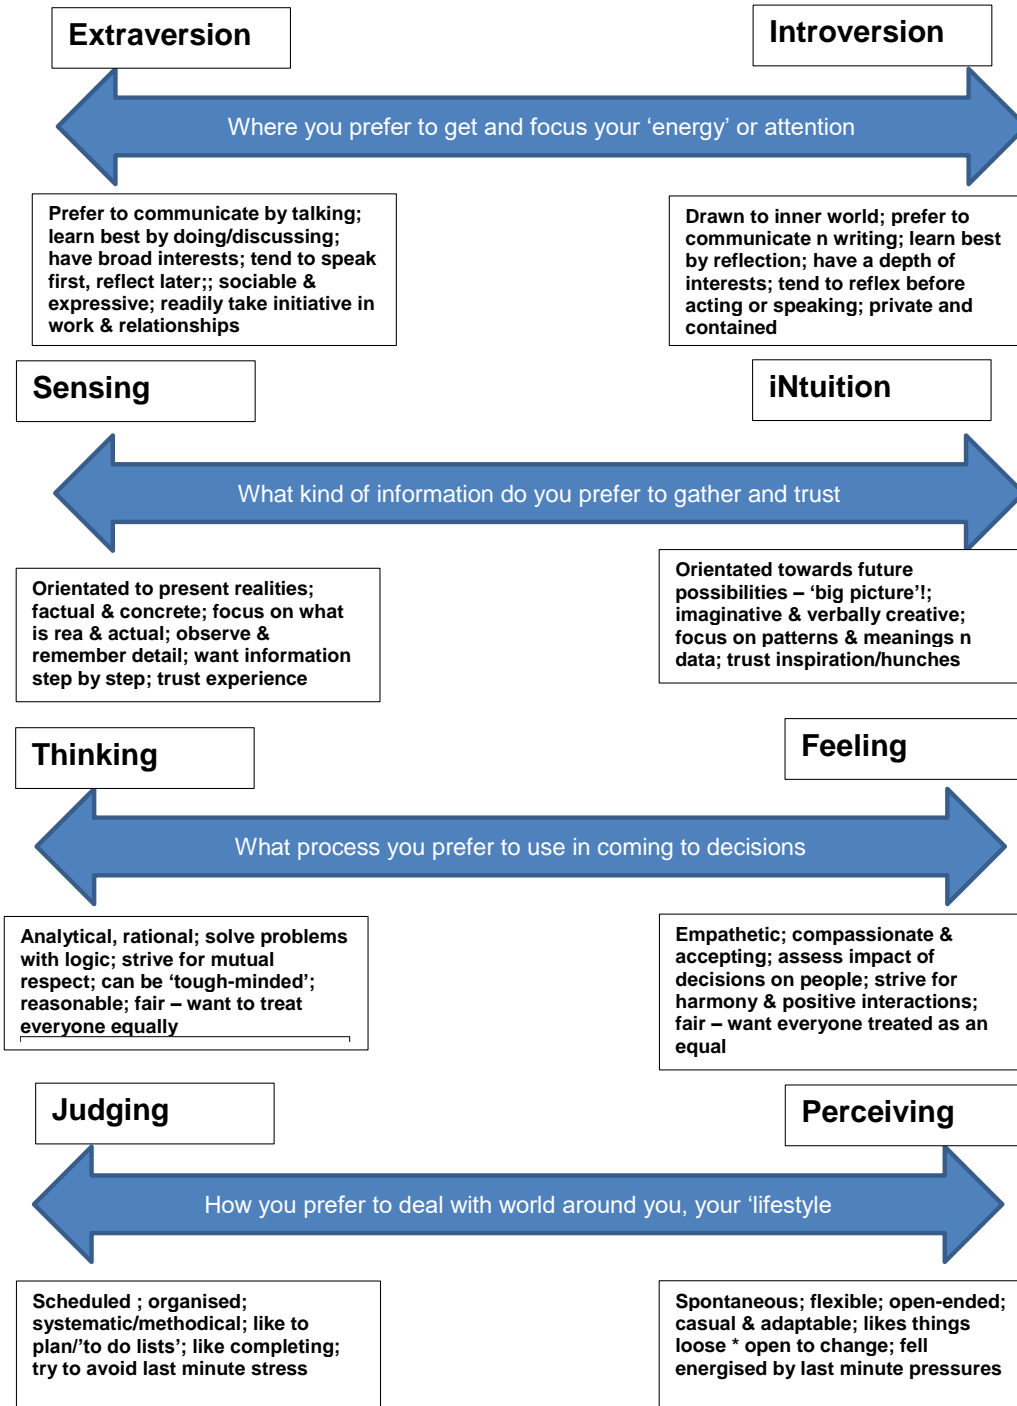 Extraversion
Introversion
Where you prefer to get and focus your ‘energy’ or attention
Prefer to communicate by talking;
learn best by doing/discussing;
have broad interests; tend to speak
first, reflect later;; sociable &
expressive; readily take initiative in
work & relationships
Drawn to inner world; prefer to
communicate n writing; learn best
by reflection; have a depth of
interests; tend to reflex before
acting or speaking; private and
contained
Sensing
iNtuition
What kind of information do you prefer to gather and trust
Orientated to present realities;
factual & concrete; focus on what
is rea & actual; observe &
remember detail; want information
step by step; trust experience
Orientated towards future
possibilities – ‘big picture’!;
imaginative & verbally creative;
focus on patterns & meanings n
data; trust inspiration/hunches
Thinking
Feeling
What process you prefer to use in coming to decisions
Analytical, rational; solve problems
with logic; strive for mutual
respect; can be ‘tough-minded’;
reasonable; fair – want to treat
everyone equally
Empathetic; compassionate &
accepting; assess impact of
decisions on people; strive for
harmony & positive interactions;
fair – want everyone treated as an
equal
Judging
Perceiving
How you prefer to deal with world around you, your ‘lifestyle
Scheduled ; organised;
systematic/methodical; like to
plan/’to do lists’; like completing;
try to avoid last minute stress
Spontaneous; flexible; open-ended;
casual & adaptable; likes things
loose * open to change; fell
energised by last minute pressures